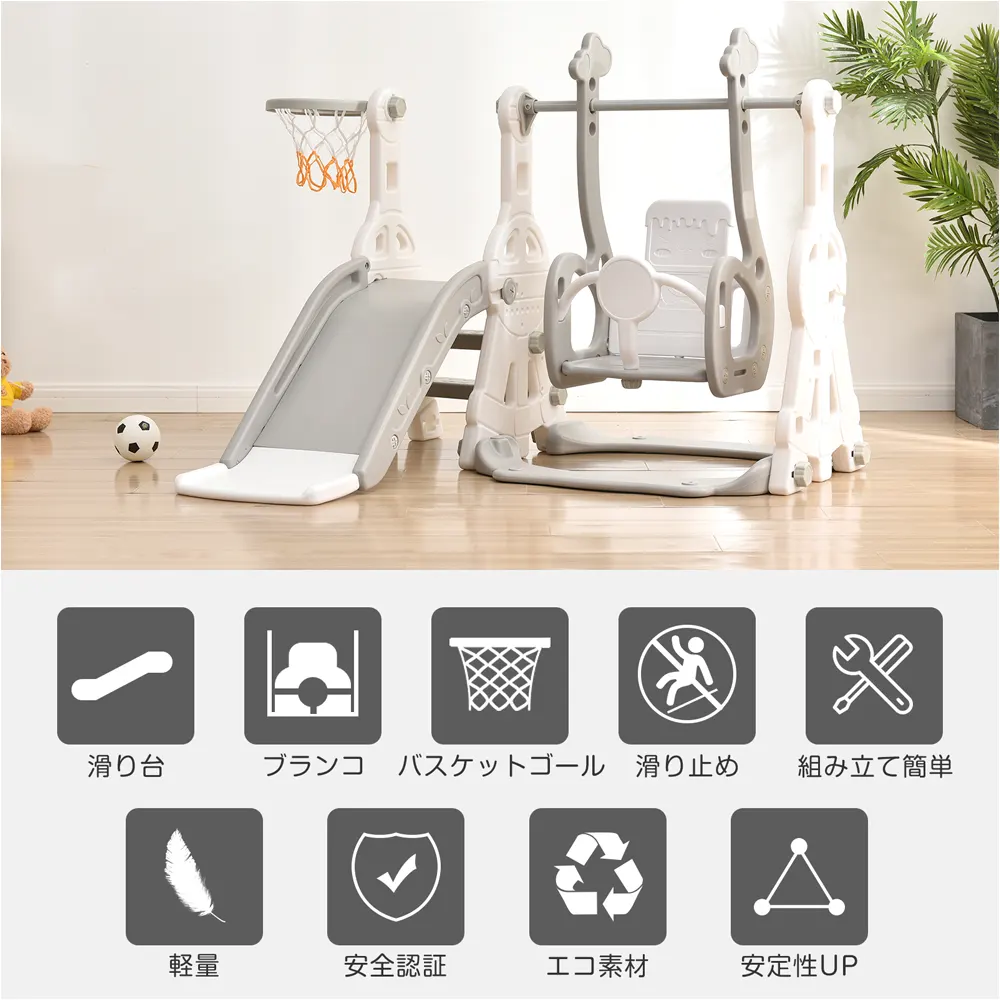 滑り台
ブランコ
バスケットゴール
滑り止め
組み立て簡単
軽量
安全認証
エコ素材
安定性UP